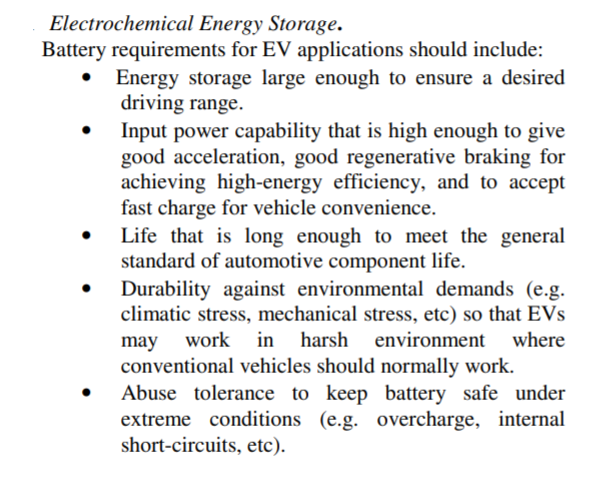 Electrochemical Energy Storage.
Battery requirements for EV applications should include:
• Energy storage large enough to ensure a desired
driving range.
• Input power capability that is high enough to give
good acceleration, good regenerative braking for
achieving high-energy efficiency, and to accept
fast charge for vehicle convenience.
• Life that is long enough to meet the general
standard of automotive component life.
• Durability against environmental demands (e.g.
climatic stress, mechanical stress, etc) so that EVs
may work in harsh environment where
conventional vehicles should normally work.
• Abuse tolerance to keep battery safe under
extreme conditions (e.g. overcharge, internal
short-circuits, etc).